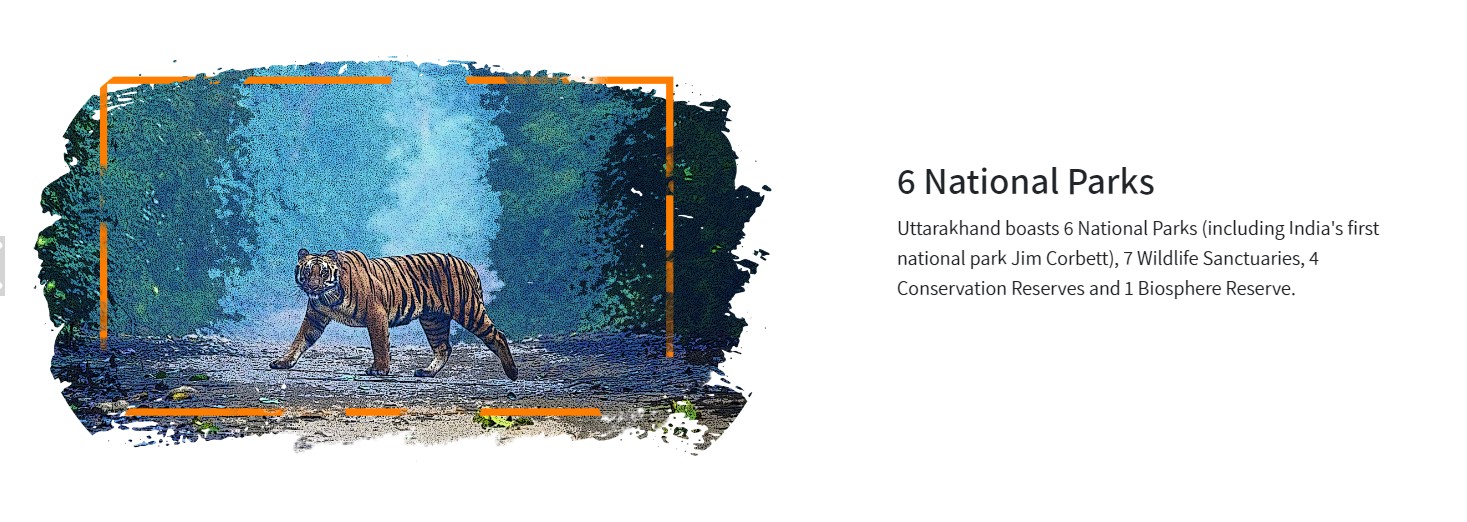 6 National Parks
Uttarakhand boasts 6 National Parks (including India's first
national park Jim Corbett), 7 Wildlife Sanctuaries, 4
Conservation Reserves and 1 Biosphere Reserve.